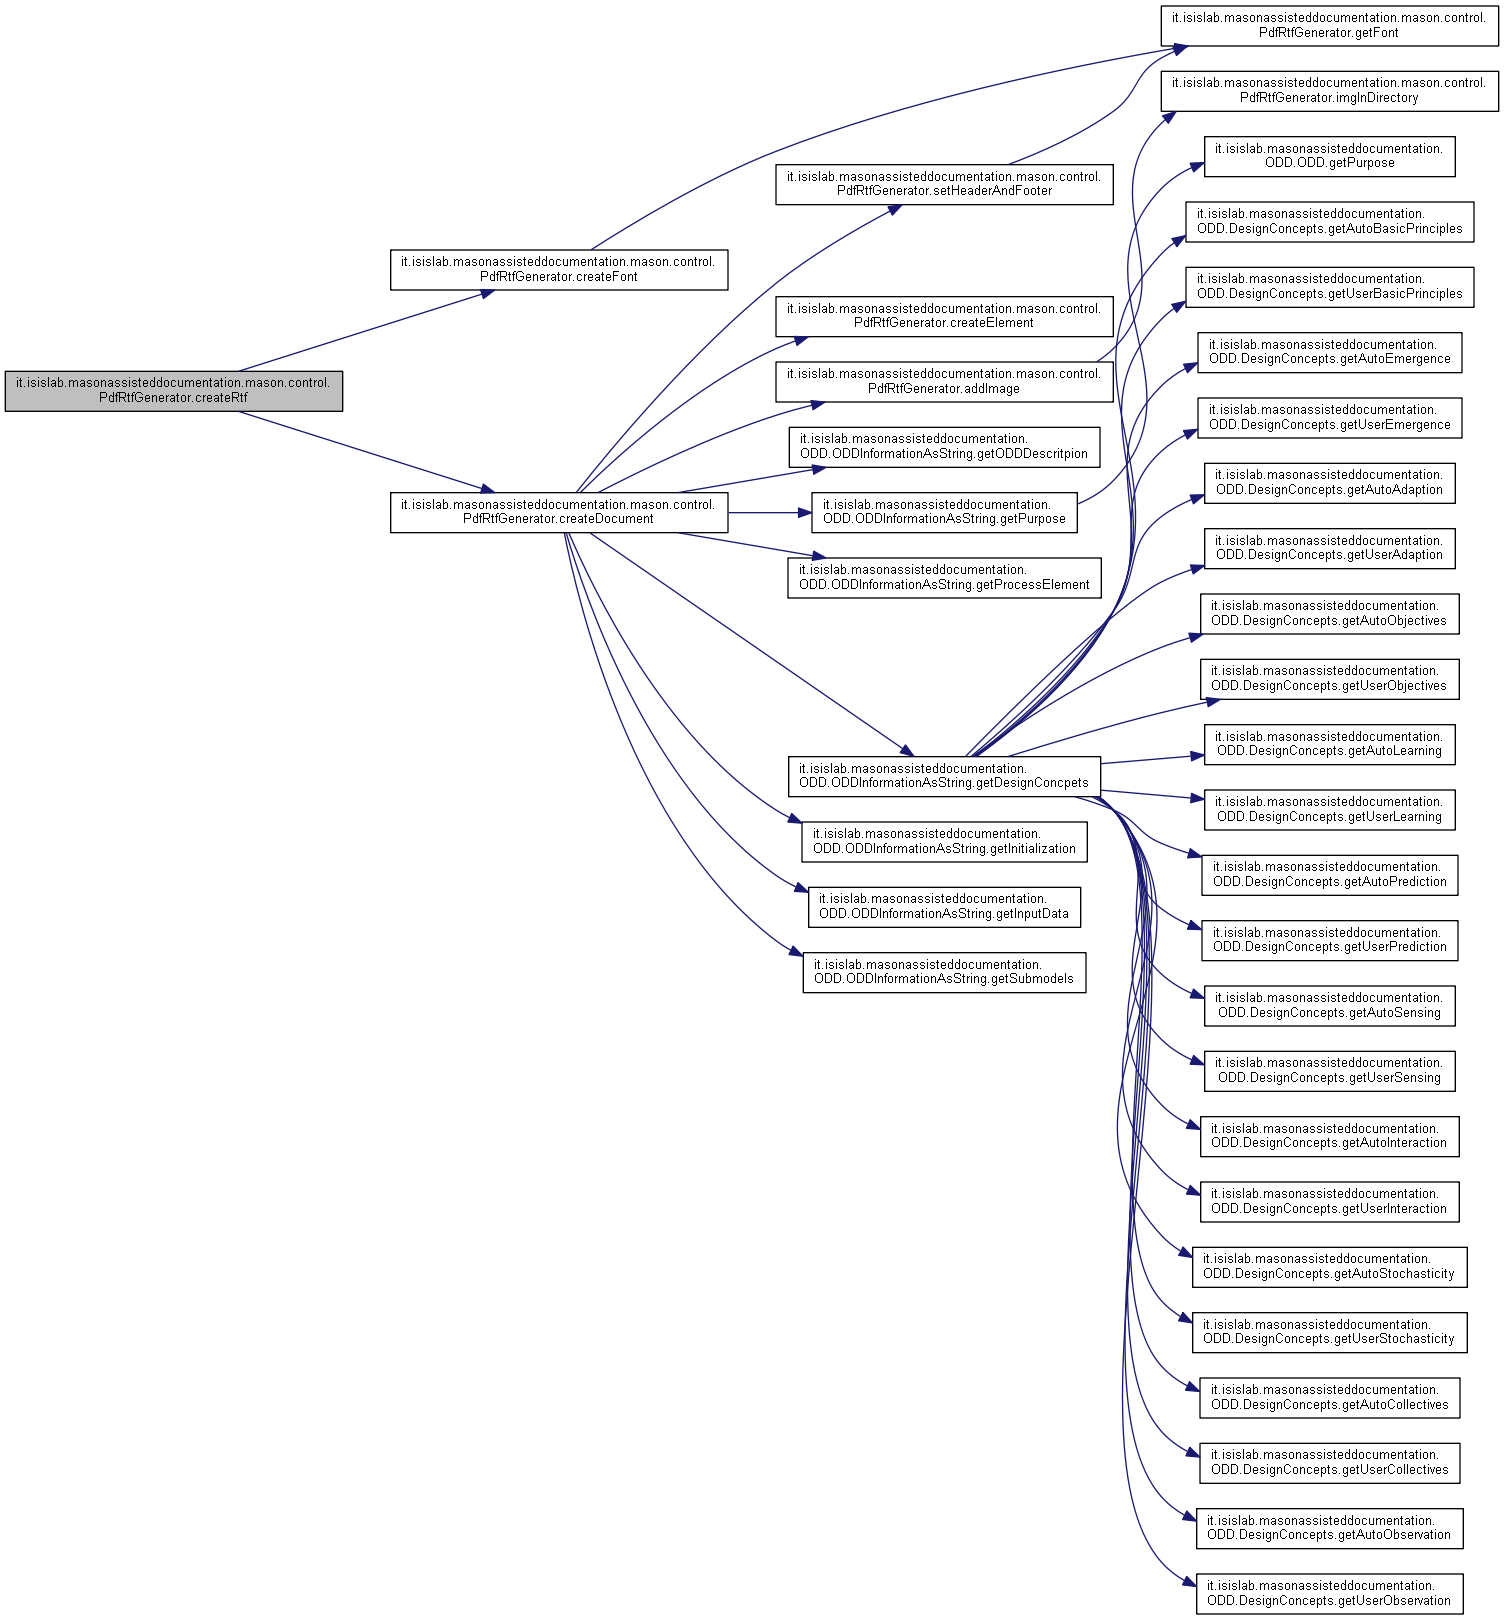 it.isislab.masonassisteddocumentation.mason.control.
PdfRtfGenerator.createRtf
it.isislab.masonassisteddocumentation.mason.control.
PdfRtfGenerator.createFont
it.isislab.masonassisteddocumentation.mason.control.
PdfRtfGenerator.createDocument
it.isislab.masonassisteddocumentation.mason.control.
PdfRtfGenerator.setHeaderAndFooter
it.isislab.masonassisteddocumentation.mason.control.
PdfRtfGenerator.createElement
it.isislab.masonassisteddocumentation.mason.control.
PdfRtfGenerator.addImage
it.isislab.masonassisteddocumentation.
ODD.ODDInformationAsString.getODDDescritpion
it.isislab.masonassisteddocumentation.
ODD.ODDInformationAsString.getPurpose
it.isislab.masonassisteddocumentation.
ODD.ODDInformationAsString.getProcessElement
it.isislab.masonassisteddocumentation.
ODD.ODDInformationAsString.getDesignConcpets
it.isislab.masonassisteddocumentation.
ODD.ODDInformationAsString.getInitialization
it.isislab.masonassisteddocumentation.
ODD.ODDInformationAsString.getInputData
it.isislab.masonassisteddocumentation.
ODD.ODDInformationAsString.getSubmodels
it.isislab.masonassisteddocumentation.mason.control.
PdfRtfGenerator.getFont
it.isislab.masonassisteddocumentation.mason.control.
PdfRtfGenerator.imgInDirectory
it.isislab.masonassisteddocumentation.
ODD.ODD.getPurpose
it.isislab.masonassisteddocumentation.
ODD.DesignConcepts.getAutoBasicPrinciples
it.isislab.masonassisteddocumentation.
ODD.DesignConcepts.getUserBasicPrinciples
it.isislab.masonassisteddocumentation.
ODD.DesignConcepts.getAutoEmergence
it.isislab.masonassisteddocumentation.
ODD.DesignConcepts.getUserEmergence
it.isislab.masonassisteddocumentation.
ODD.DesignConcepts.getAutoAdaption
it.isislab.masonassisteddocumentation.
ODD.DesignConcepts.getUserAdaption
it.isislab.masonassisteddocumentation.
ODD.DesignConcepts.getAutoObjectives
it.isislab.masonassisteddocumentation.
ODD.DesignConcepts.getUserObjectives
it.isislab.masonassisteddocumentation.
ODD.DesignConcepts.getAutoLearning
it.isislab.masonassisteddocumentation.
ODD.DesignConcepts.getUserLearning
it.isislab.masonassisteddocumentation.
ODD.DesignConcepts.getAutoPrediction
it.isislab.masonassisteddocumentation.
ODD.DesignConcepts.getUserPrediction
it.isislab.masonassisteddocumentation.
ODD.DesignConcepts.getAutoSensing
it.isislab.masonassisteddocumentation.
ODD.DesignConcepts.getUserSensing
it.isislab.masonassisteddocumentation.
ODD.DesignConcepts.getAutoInteraction
it.isislab.masonassisteddocumentation.
ODD.DesignConcepts.getUserInteraction
it.isislab.masonassisteddocumentation.
ODD.DesignConcepts.getAutoStochasticity
it.isislab.masonassisteddocumentation.
ODD.DesignConcepts.getUserStochasticity
it.isislab.masonassisteddocumentation.
ODD.DesignConcepts.getAutoCollectives
it.isislab.masonassisteddocumentation.
ODD.DesignConcepts.getUserCollectives
it.isislab.masonassisteddocumentation.
ODD.DesignConcepts.getAutoObservation
it.isislab.masonassisteddocumentation.
ODD.DesignConcepts.getUserObservation